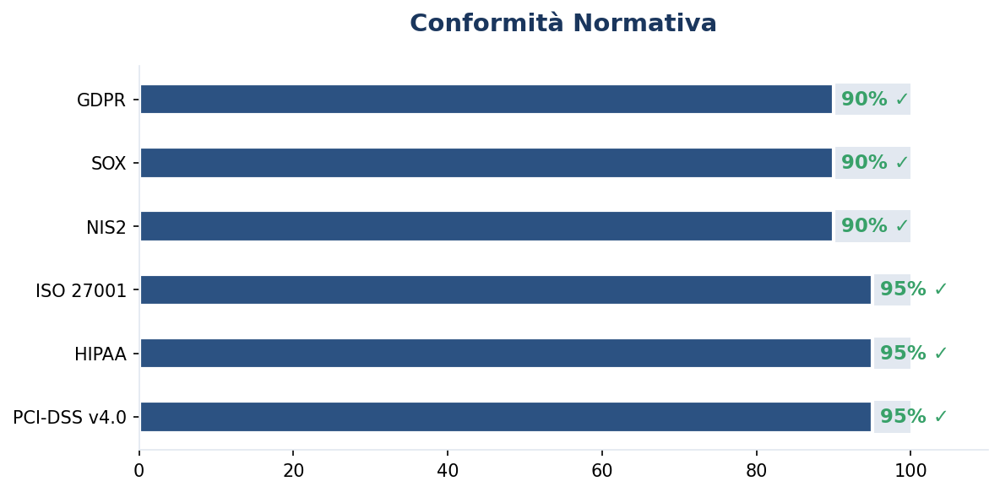 Conformità Normativa
GDPR 90% ✓
SOX 90% ✓
NIS2 90% ✓
ISO 27001 95% ✓
HIPAA 95% ✓
PCI-DSS v4.0 95% ✓
0 20 40 60 80 100